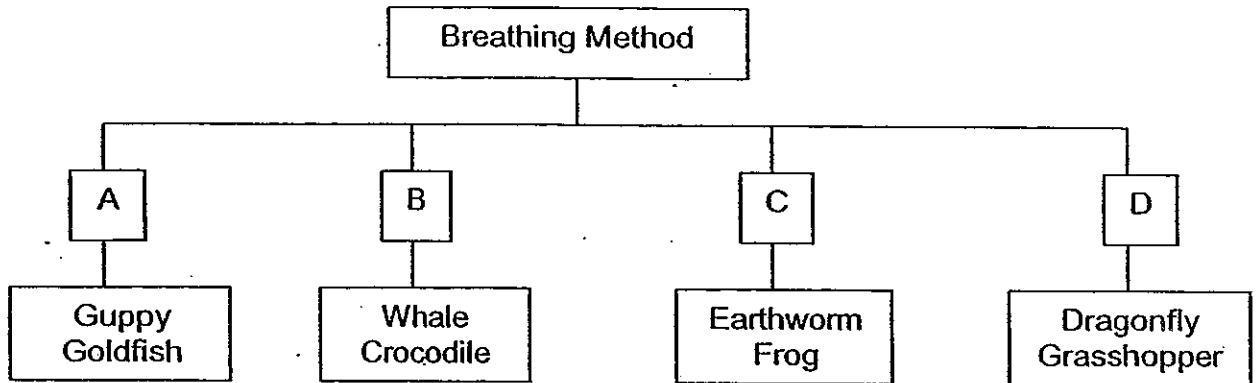 Breathing Method
A
B
C
D
Guppy
Goldfish
Whale
Crocodile
Earthworm
Frog
Dragonfly
Grasshopper